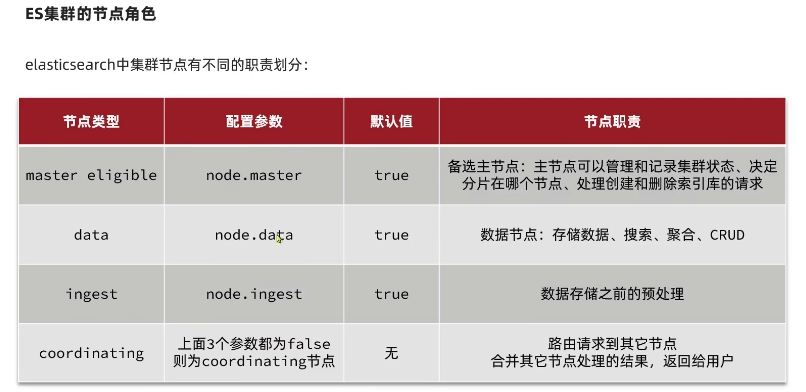 ES集群的节点角色
elasticsearch中集群节点有不同的职责划分：
节点类型 配置参数 默认值 节点职责
master eligible node.master true 备选主节点：主节点可以管理和记录集群状态、决定
分片在哪个节点、处理创建和删除索引库的请求
data node.data true 数据节点：存储数据、搜索、聚合、CRUD
ingest node.ingest true 数据存储之前的预处理
coordinating 上面3个参数都为false
则为coordinating节点
无
路由请求到其它节点
合并其它节点处理的结果，返回给用户